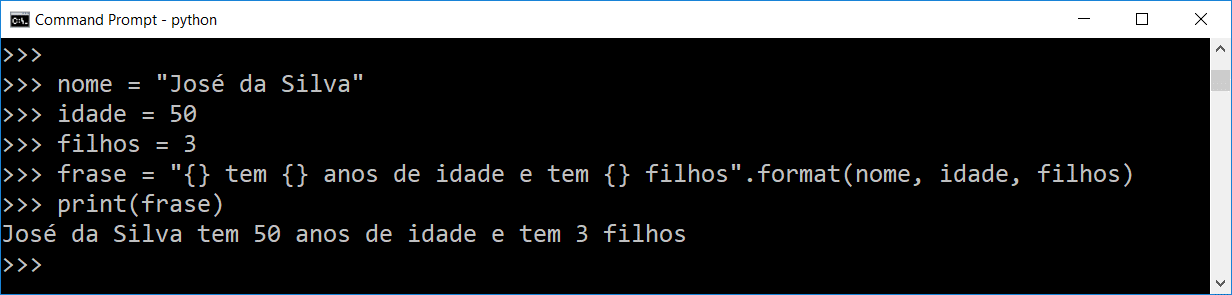 Command Prompt - python
>>>
>>> nome = "José da Silva"
>>> idade = 50
>>> filhos = 3
>>> frase = "{} tem {} anos de idade e tem {} filhos".format(nome, idade, filhos)
>>> print(frase)
José da Silva tem 50 anos de idade e tem 3 filhos
>>>